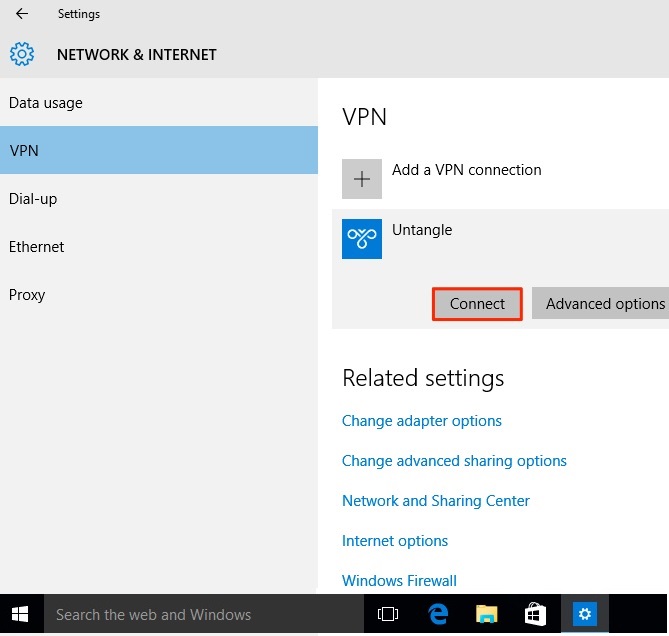 Settings
NETWORK & INTERNET
Data usage
VPN
Dial-up
Ethernet
Proxy
VPN
Add a VPN connection
Untangle
Connect
Advanced options
Related settings
Change adapter options
Change advanced sharing options
Network and Sharing Center
Internet options
Windows Firewall
Search the web and Windows